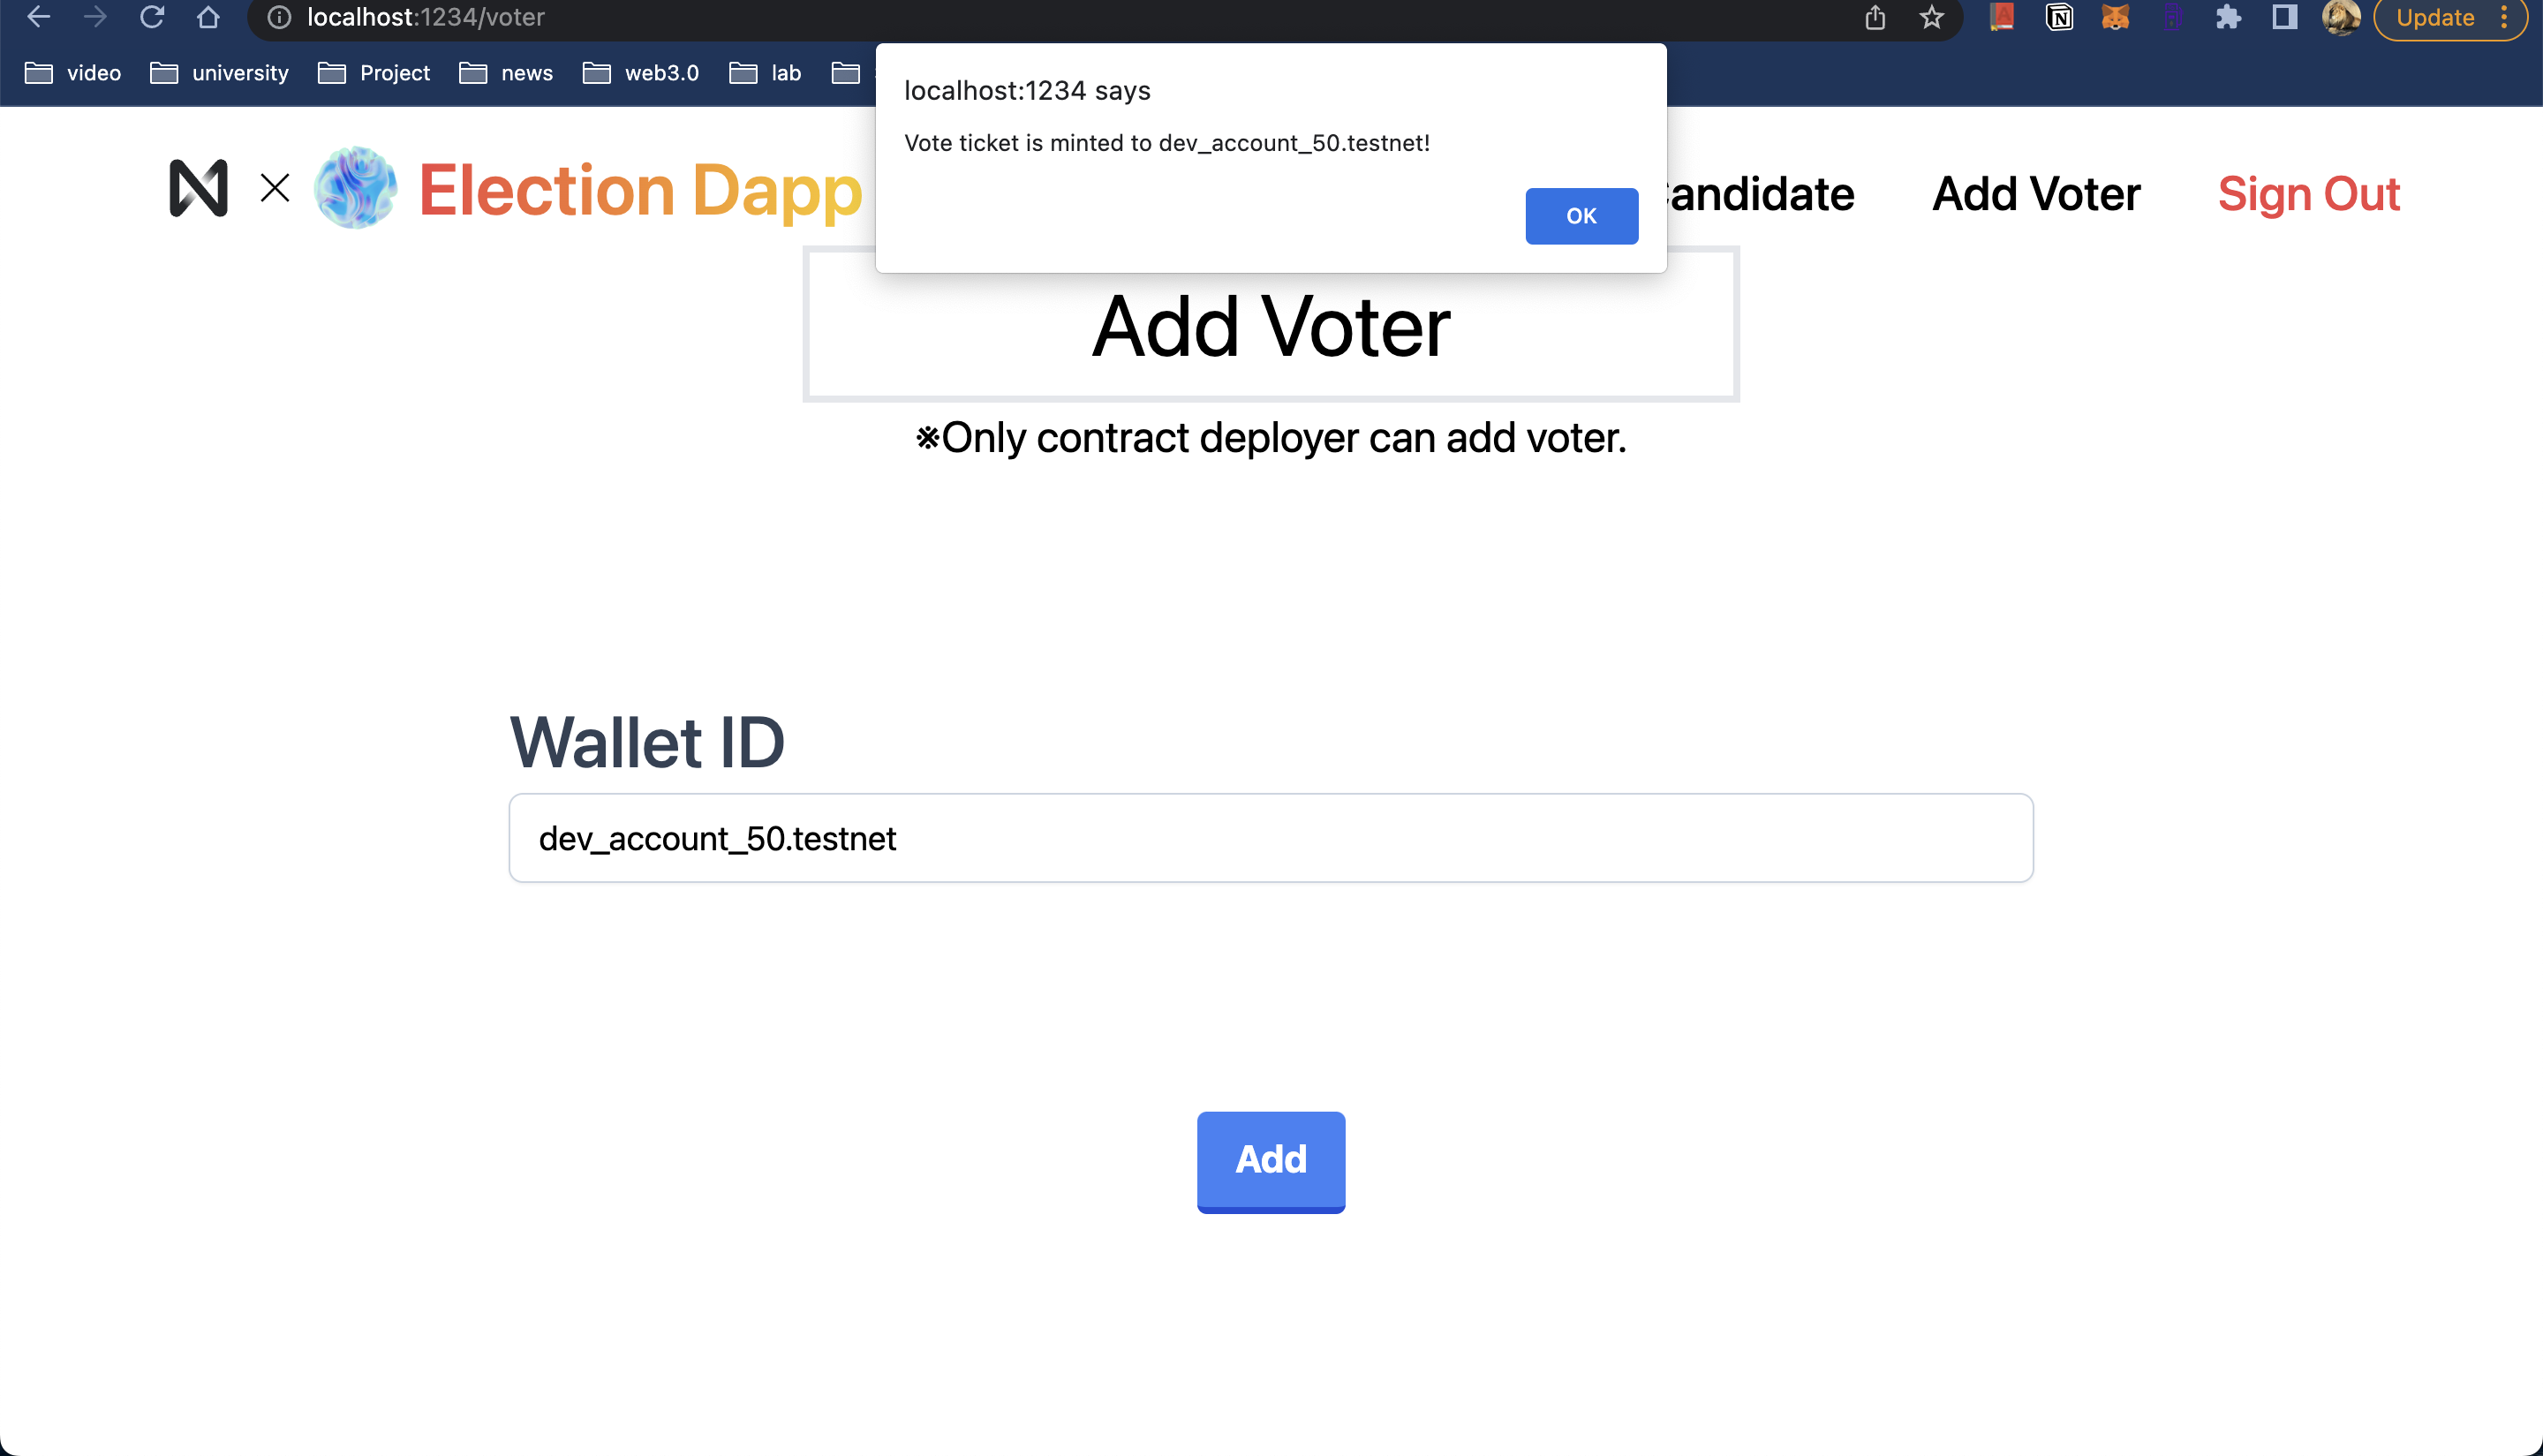 localhost:1234/voter
Update
video university Project news web3.0 lab
localhost:1234 says
Vote ticket is minted to dev_account_50.testnet!
OK
Election Dapp
andidate Add Voter Sign Out
Add Voter
※Only contract deployer can add voter.
Wallet ID
dev_account_50.testnet
Add